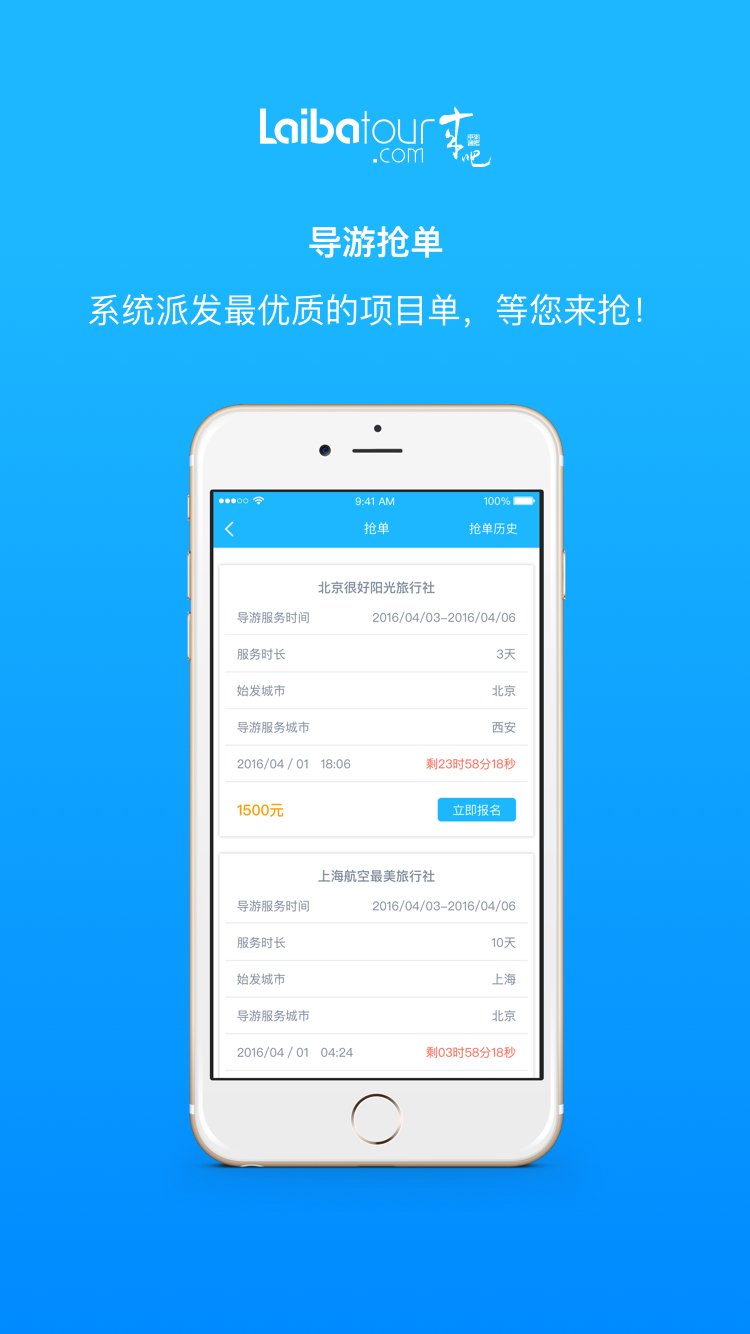 Laibatour
.com
来吧
导游抢单
系统派发最优质的项目单，等您来抢！
9:41 AM
100%
抢单
抢单历史
北京很好阳光旅行社
导游服务时间 2016/04/03-2016/04/06
服务时长 3天
始发城市 北京
导游服务城市 西安
2016/04 / 01 18:06 剩23时58分18秒
1500元 立即报名
上海航空最美旅行社
导游服务时间 2016/04/03-2016/04/06
服务时长 10天
始发城市 上海
导游服务城市 北京
2016/04 / 01 04:24 剩03时58分18秒